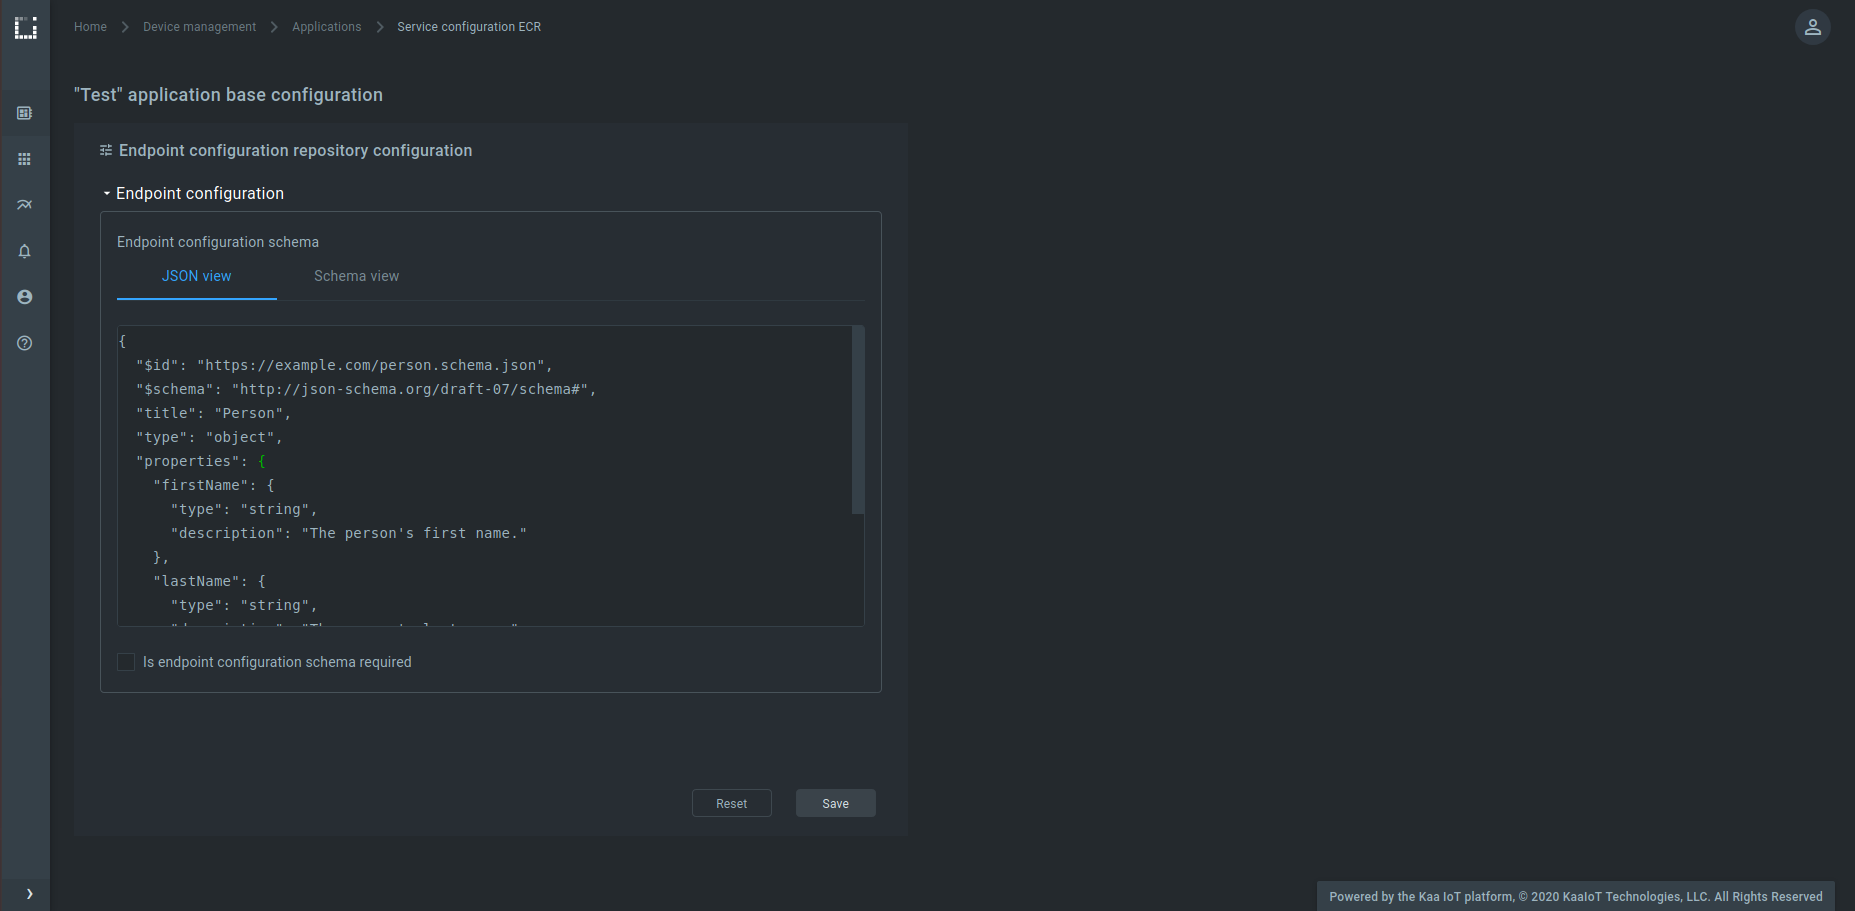 Home
Device management
Applications
Service configuration ECR
"Test" application base configuration
Endpoint configuration repository configuration
Endpoint configuration
Endpoint configuration schema
JSON view
Schema view
{
"$id": "https://example.com/person.schema.json",
"$schema": "http://json-schema.org/draft-07/schema#",
"title": "Person",
"type": "object",
"properties": {
"firstName": {
"type": "string",
"description": "The person's first name."
},
"lastName": {
"type": "string",
Is endpoint configuration schema required
Reset
Save
Powered by the Kaa IoT platform, © 2020 KaaIoT Technologies, LLC. All Rights Reserved